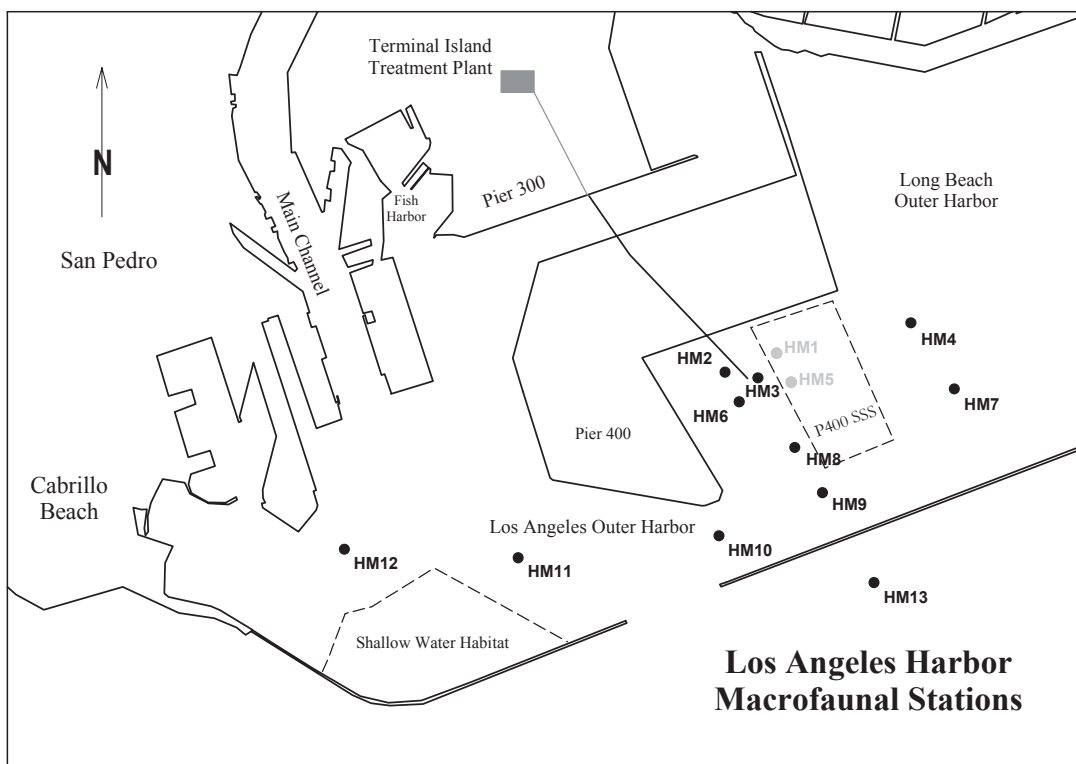 Terminal Island
Treatment Plant
N
Pier 300
Fish
Harbor
Main Channel
Long Beach
Outer Harbor
San Pedro
HM4
HM1
HM2
HM3
HM5
HM7
HM6
P400 SSS
Pier 400
HM8
Cabrillo
Beach
HM9
Los Angeles Outer Harbor
HM10
HM12
HM11
HM13
Shallow Water Habitat
Los Angeles Harbor
Macrofaunal Stations